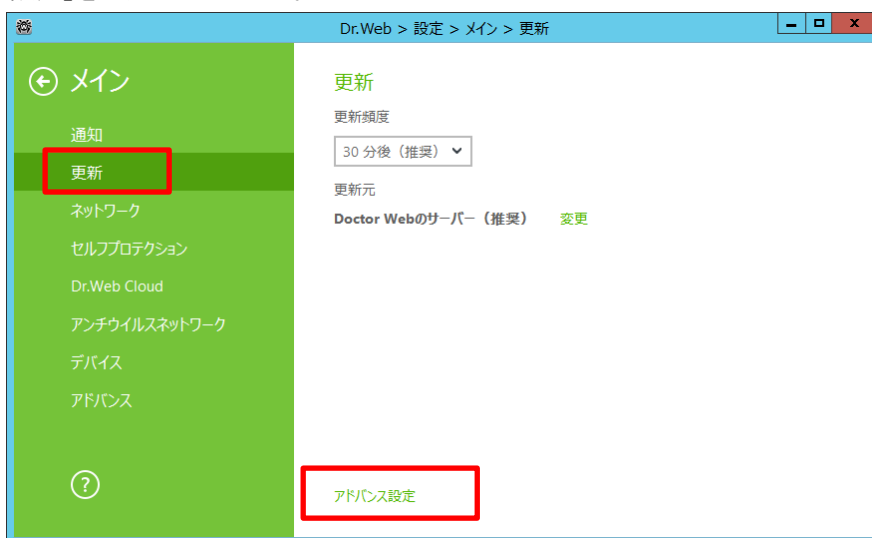 Dr.Web > 設定 > メイン > 更新
メイン
通知
更新
ネットワーク
セルフプロテクション
Dr.Web Cloud
アンチウイルスネットワーク
デバイス
アドバンス
更新
更新頻度
30 分後（推奨）
更新元
Doctor Webのサーバー（推奨） 変更
アドバンス設定
?